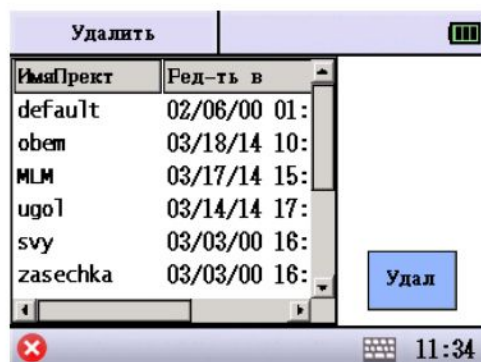 Удалить
ИмяПрект Ред-ть в
default 02/06/00 01:
obem 03/18/14 10:
MLM 03/17/14 15:
ugol 03/14/14 17:
svy 03/03/00 16:
zasechka 03/03/00 16:
Удал
11:34